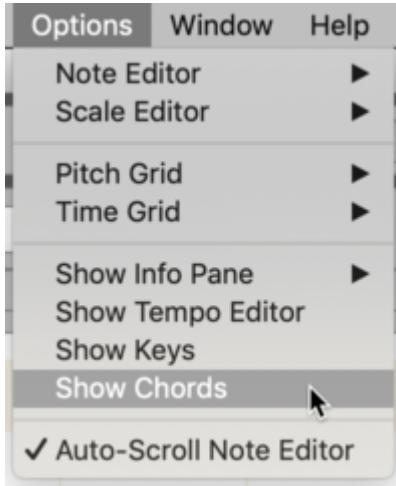 Options Window Help
Note Editor
Scale Editor
Pitch Grid
Time Grid
Show Info Pane
Show Tempo Editor
Show Keys
Show Chords
✓ Auto-Scroll Note Editor